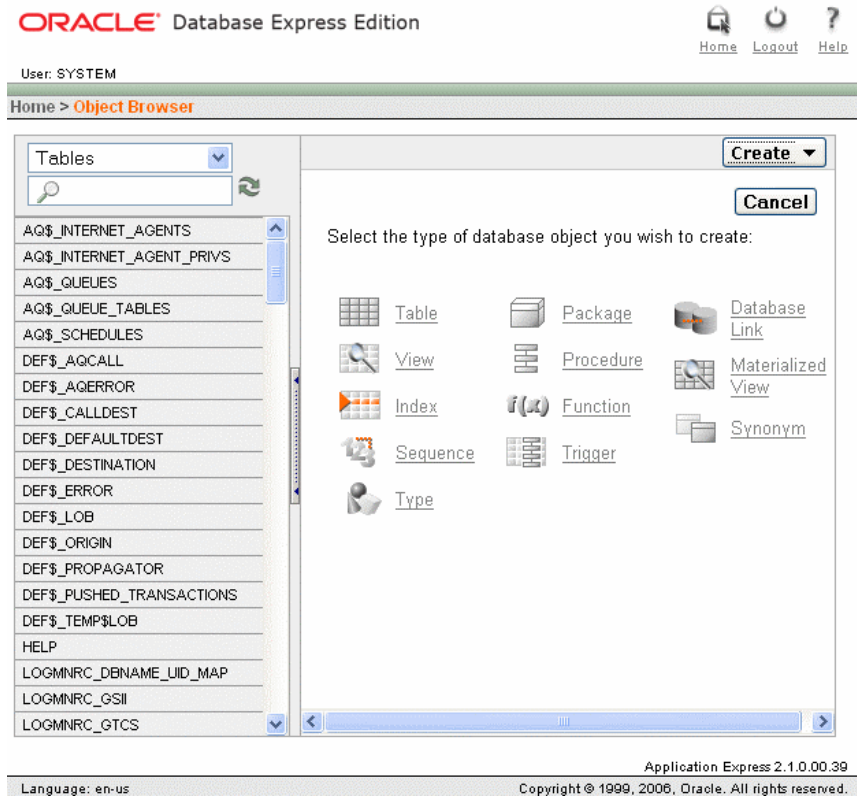 ORACLE® Database Express Edition
Home Logout Help
User: SYSTEM
Home > Object Browser
Tables
Create
Cancel
AQ$_INTERNET_AGENTS
AQ$_INTERNET_AGENT_PRIVS
AQ$_QUEUES
AQ$_QUEUE_TABLES
AQ$_SCHEDULES
DEF$_AQCALL
DEF$_AQERROR
DEF$_CALLDEST
DEF$_DEFAULTDEST
DEF$_DESTINATION
DEF$_ERROR
DEF$_LOB
DEF$_ORIGIN
DEF$_PROPAGATOR
DEF$_PUSHED_TRANSACTIONS
DEF$_TEMP$LOB
HELP
LOGMNRC_DBNAME_UID_MAP
LOGMNRC_GSII
LOGMNRC_GTCS
Select the type of database object you wish to create:
Table
View
Index
123
Sequence
Type
Package
Procedure
f(x) Function
Trigger
Database
Link
Materialized
View
Synonym
Application Express 2.1.0.00.39
Language: en-us
Copyright © 1999, 2006, Oracle. All rights reserved.